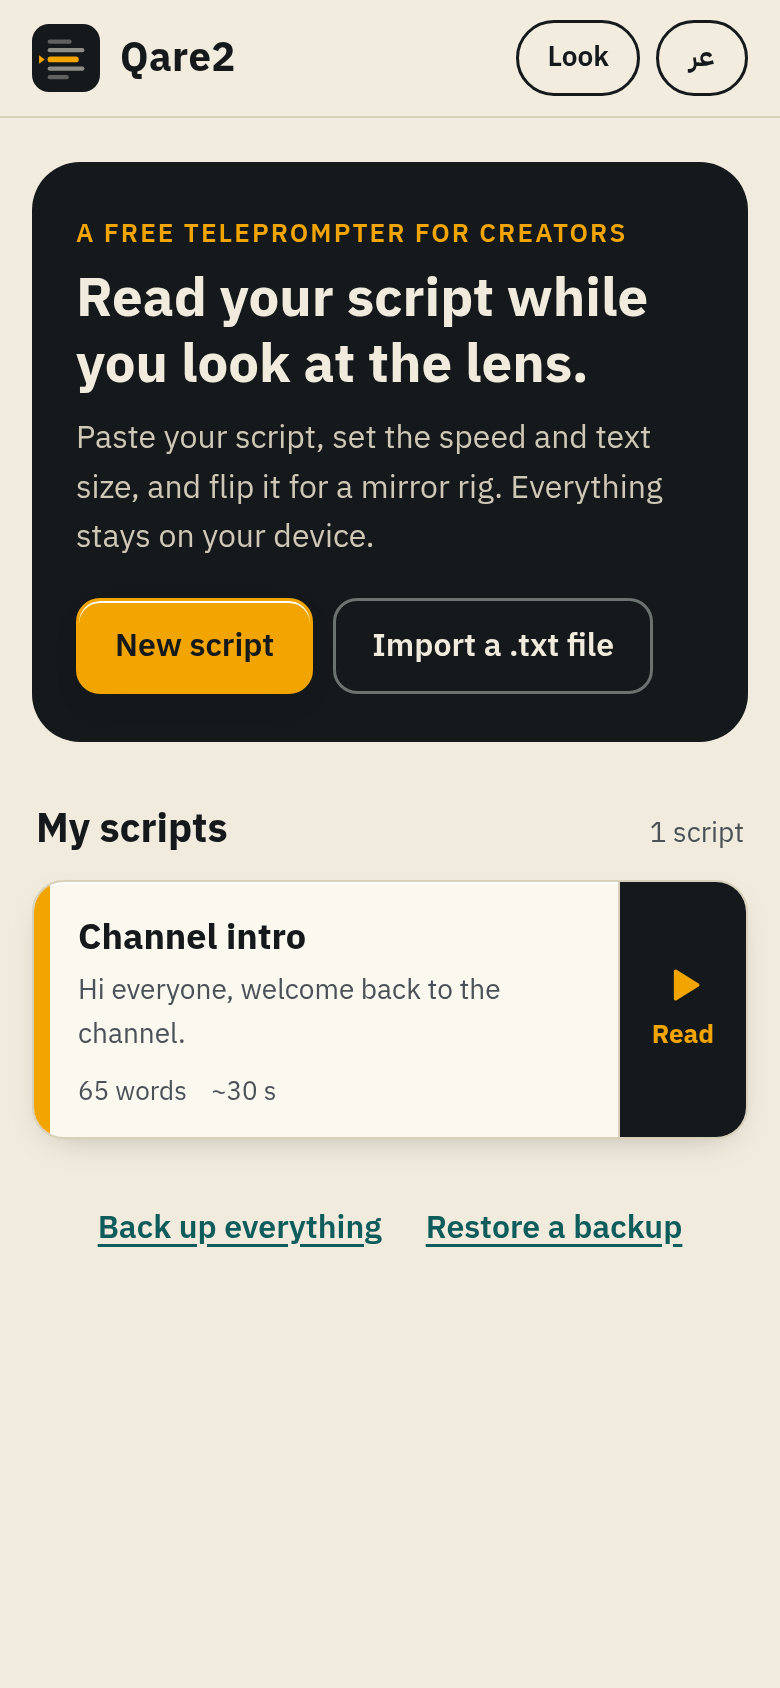 Qare2
Look
عر
A FREE TELEPROMPTER FOR CREATORS
Read your script while
you look at the lens.
Paste your script, set the speed and text
size, and flip it for a mirror rig. Everything
stays on your device.
New script
Import a .txt file
My scripts
1 script
Channel intro
Hi everyone, welcome back to the
channel.
65 words ~30 s
Read
Back up everything
Restore a backup